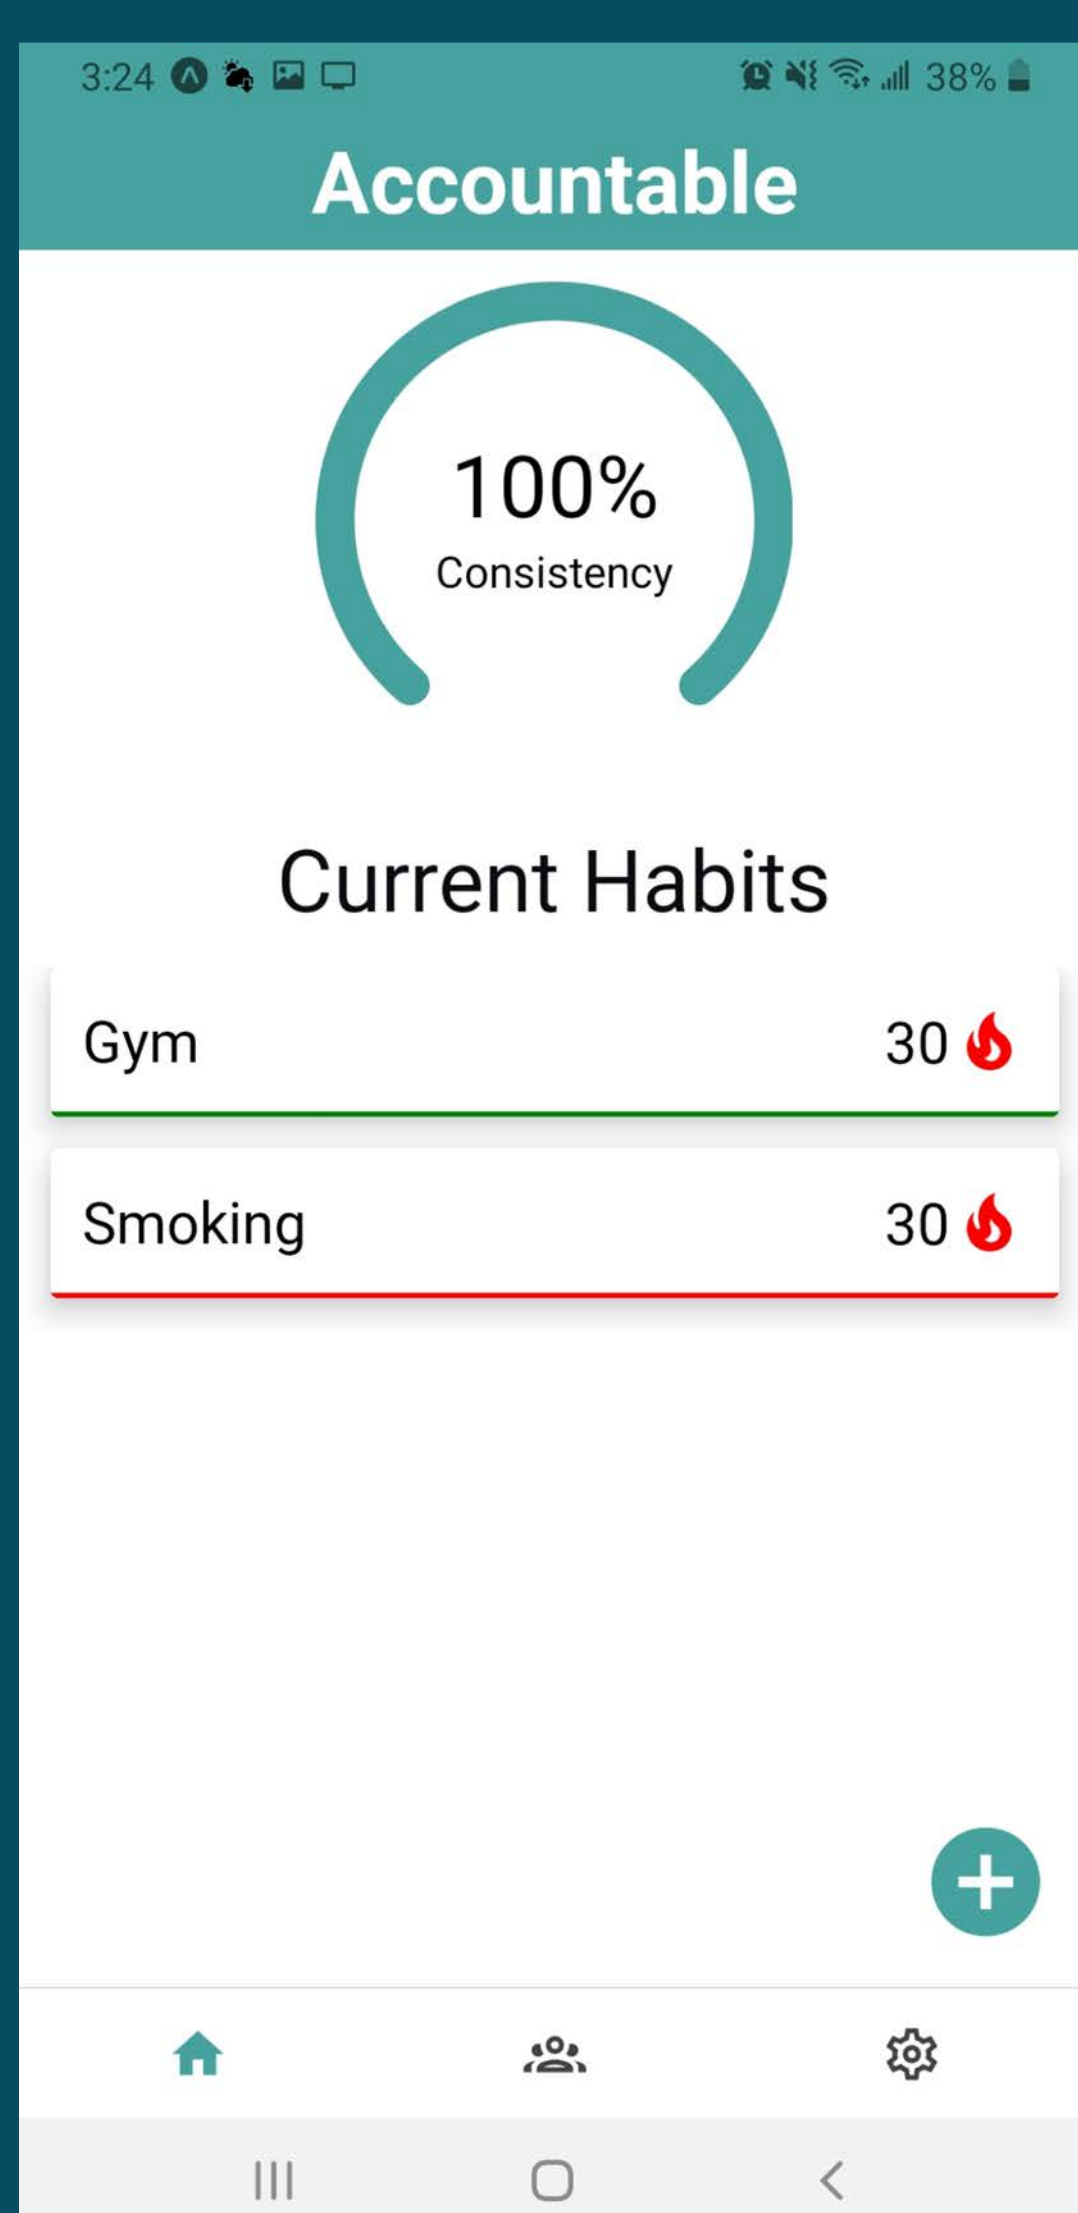 3:24 38%
Accountable
100%
Consistency
Current Habits
Gym 30
Smoking 30